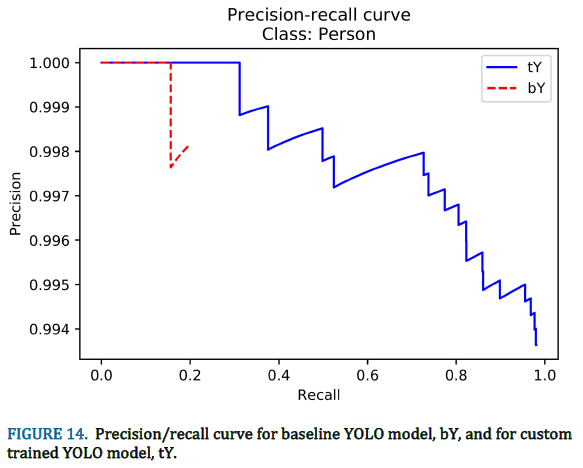 Precision-recall curve
Class: Person
1.000
0.999
0.998
0.997
0.996
0.995
0.994
Precision
tY
bY
0.0 0.2 0.4 0.6 0.8 1.0
Recall
FIGURE 14. Precision/recall curve for baseline YOLO model, bY, and for custom
trained YOLO model, tY.